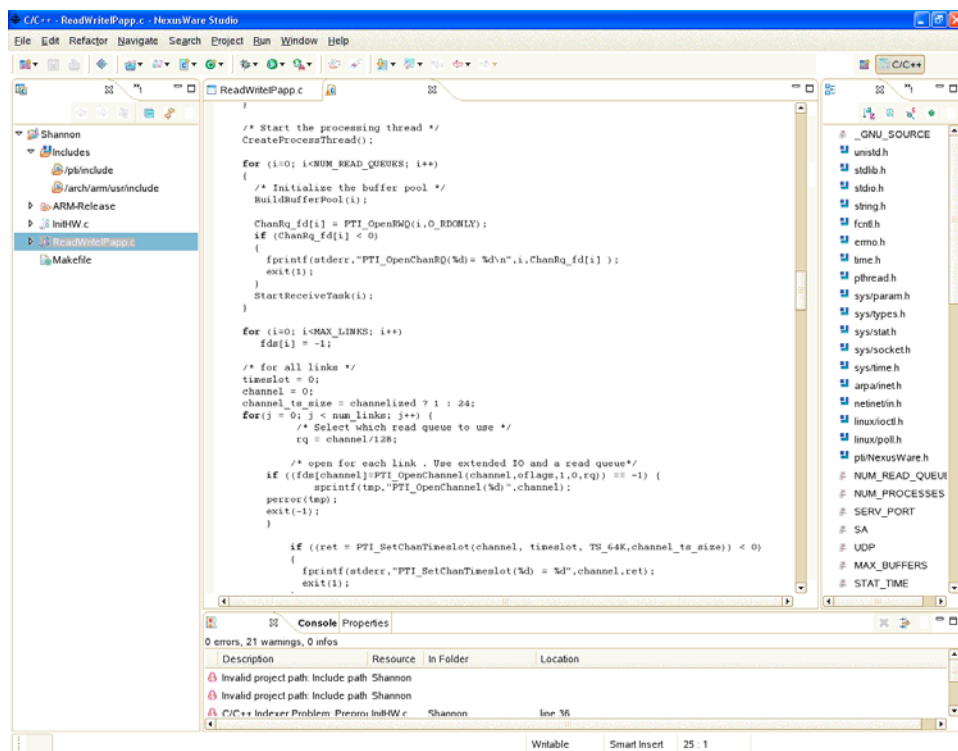 C/C++ - ReadWriteIPapp.c - NexusWare Studio
File Edit Refactor Navigate Search Project Run Window Help
C/C++
Shannon
Includes
/pti/include
/arch/arm/usr/include
ARM-Release
InitHW.c
ReadWriteIPapp.c
Makefile
ReadWriteIPapp.c
}
/* Start the processing thread */
CreateProcessThread();
for (i=0; i<NUM_READ_QUEUES; i++)
{
/* Initialize the buffer pool */
BuildBufferPool(i);
ChanRq_fd[i] = PTI_OpenRWQ(i,O_RDONLY);
if (ChanRq_fd[i] < 0)
{
fprintf(stderr,"PTI_OpenChanRQ(%d)= %d\n",i,ChanRq_fd[i] );
exit(1);
}
StartReceiveTask(i);
}
for (i=0; i<MAX_LINKS; i++)
fds[i] = -1;
/* for all links */
timeslot = 0;
channel = 0;
channel_ts_size = channelized ? 1 : 24;
for(j = 0; j < num_links; j++) {
/* Select which read queue to use */
rq = channel/128;
/* open for each link . Use extended IO and a read queue*/
if ((fds[channel]=PTI_OpenChannel(channel,oflags,1,0,rq)) == -1) {
sprintf(tmp,"PTI_OpenChannel(%d)",channel);
perror(tmp);
exit(-1);
}
if ((ret = PTI_SetChanTimeslot(channel, timeslot, TS_64K,channel_ts_size)) < 0)
{
fprintf(stderr,"PTI_SetChanTimeslot(%d) = %d",channel,ret);
exit(1);
_GNU_SOURCE
unistd.h
stdlib.h
stdio.h
string.h
fcntl.h
errno.h
time.h
pthread.h
sys/param.h
sys/types.h
sys/stat.h
sys/socket.h
sys/time.h
arpa/inet.h
netinet/in.h
linux/ioctl.h
linux/poll.h
pti/NexusWare.h
NUM_READ_QUEUI
NUM_PROCESSES
SERV_PORT
SA
UDP
MAX_BUFFERS
STAT_TIME
Console Properties
0 errors, 21 warnings, 0 infos
Description Resource In Folder Location
Invalid project path: Include path Shannon
Invalid project path: Include path Shannon
C/C++ Indexer Problem: Preprou InitHW.c Shannon line 36
Writable Smart Insert 25 : 1